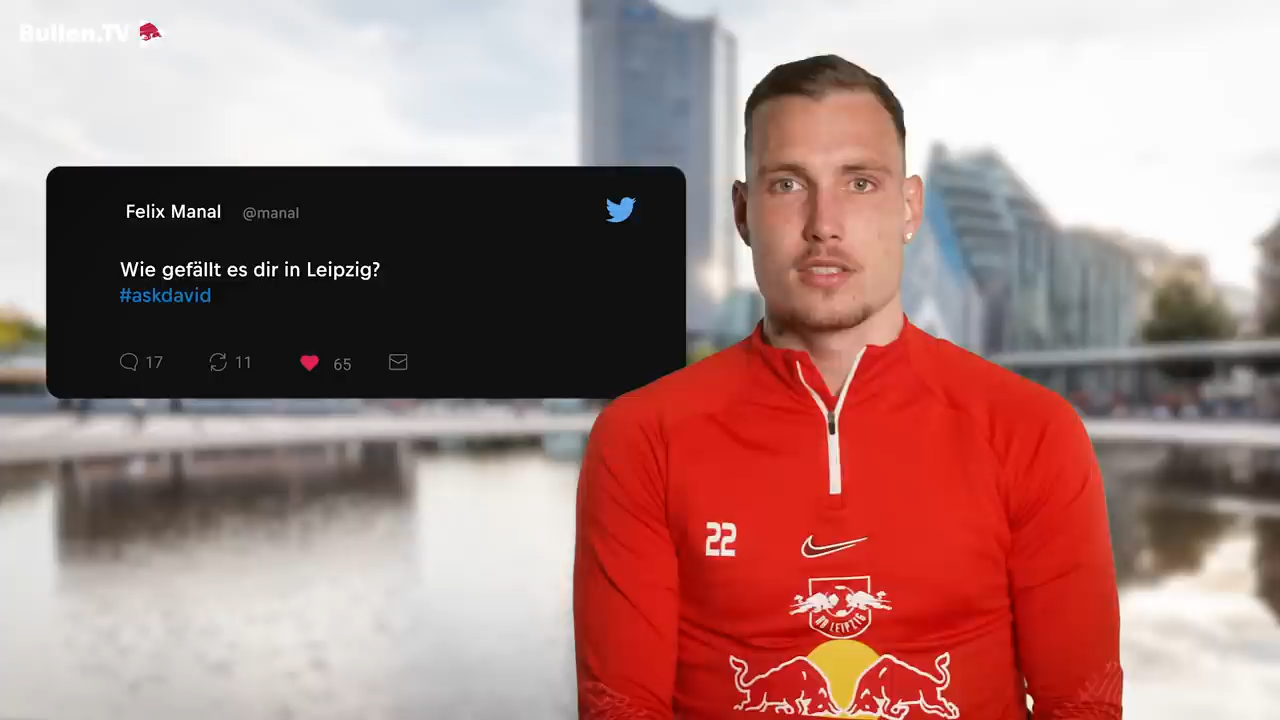 Bullen.TV
Felix Manal @manal
Wie gefällt es dir in Leipzig?
#askdavid
17 11 65
22
RB LEIPZIG